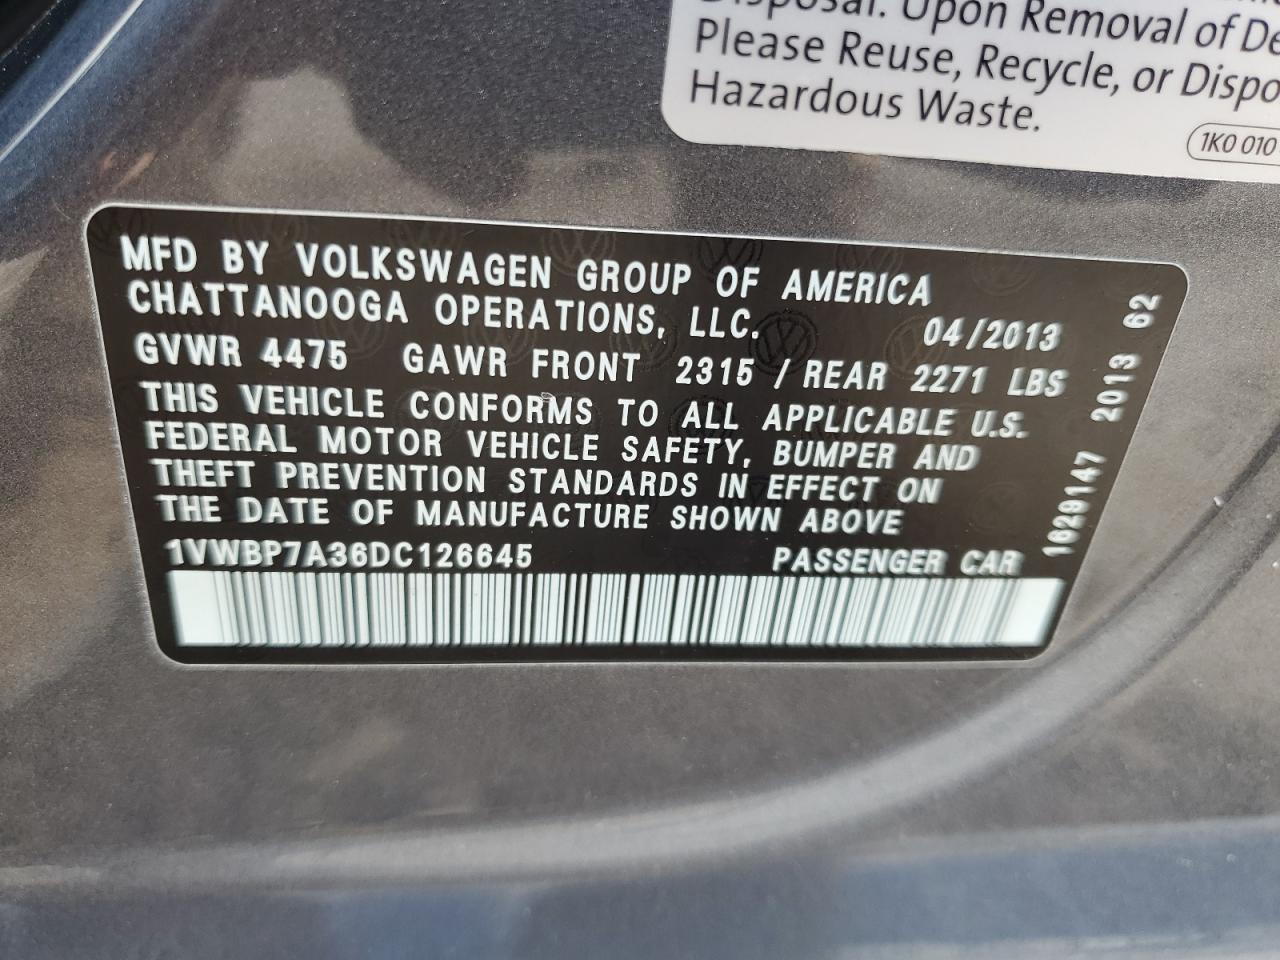 Disposal. Upon Removal of
Please Reuse, Recycle, or
Hazardous Waste.
1K0 010
MFD BY VOLKSWAGEN GROUP OF AMERICA
CHATTANOOGA OPERATIONS, LLC. 04/2013
GVWR 4475 GAWR FRONT 2315 / REAR 2271 LBS
THIS VEHICLE CONFORMS TO ALL APPLICABLE U.S.
FEDERAL MOTOR VEHICLE SAFETY, BUMPER AND
THEFT PREVENTION STANDARDS IN EFFECT ON
THE DATE OF MANUFACTURE SHOWN ABOVE
1VWBP7A36DC126645 PASSENGER CAR
1629147 2013 62